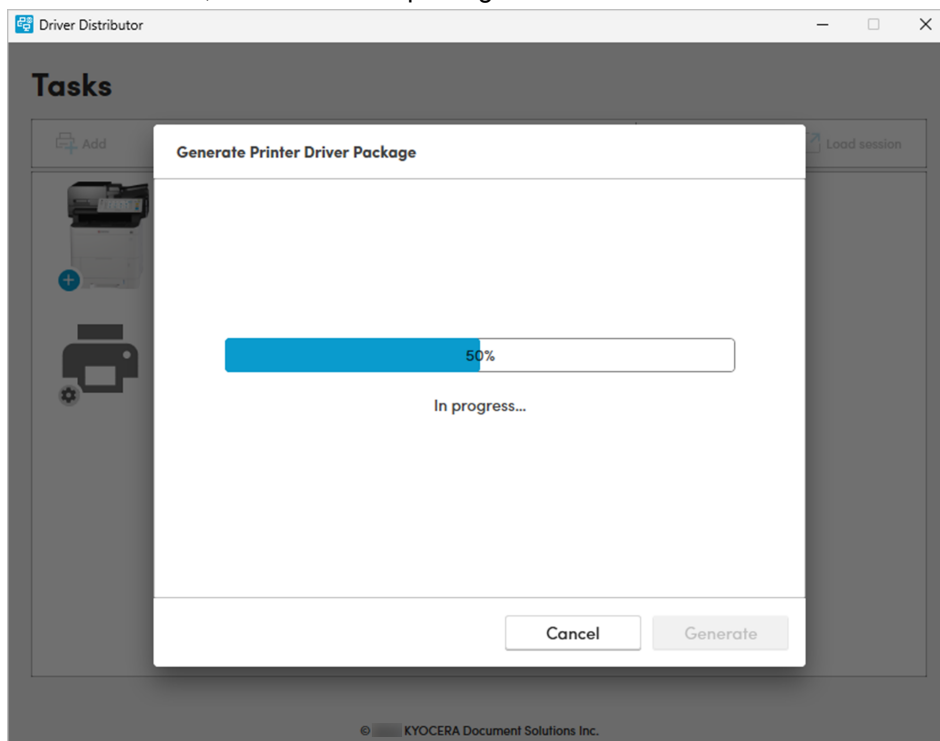 Driver Distributor
Tasks
Add
Load session
Generate Printer Driver Package
50%
In progress...
Cancel
Generate
© KYOCERA Document Solutions Inc.